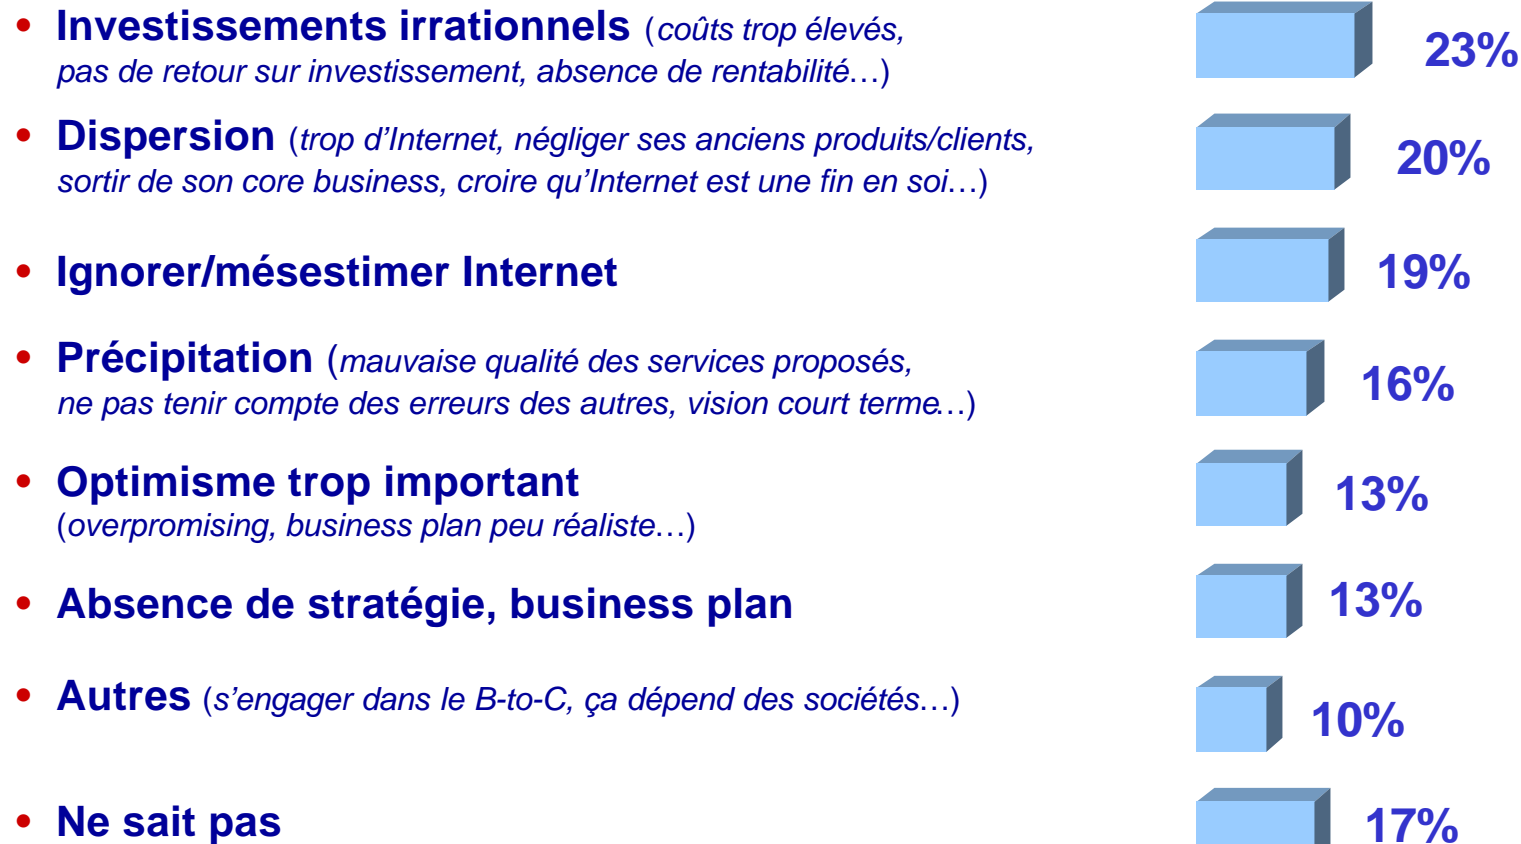 • Investissements irrationnels (coûts trop élevés, 23%
pas de retour sur investissement, absence de rentabilité…)
• Dispersion (trop d’Internet, négliger ses anciens produits/clients, 20%
sortir de son core business, croire qu’Internet est une fin en soi…)
• Ignorer/mésestimer Internet 19%
• Précipitation (mauvaise qualité des services proposés, 16%
ne pas tenir compte des erreurs des autres, vision court terme…)
• Optimisme trop important 13%
(overpromising, business plan peu réaliste…)
• Absence de stratégie, business plan 13%
• Autres (s’engager dans le B-to-C, ça dépend des sociétés…) 10%
• Ne sait pas 17%